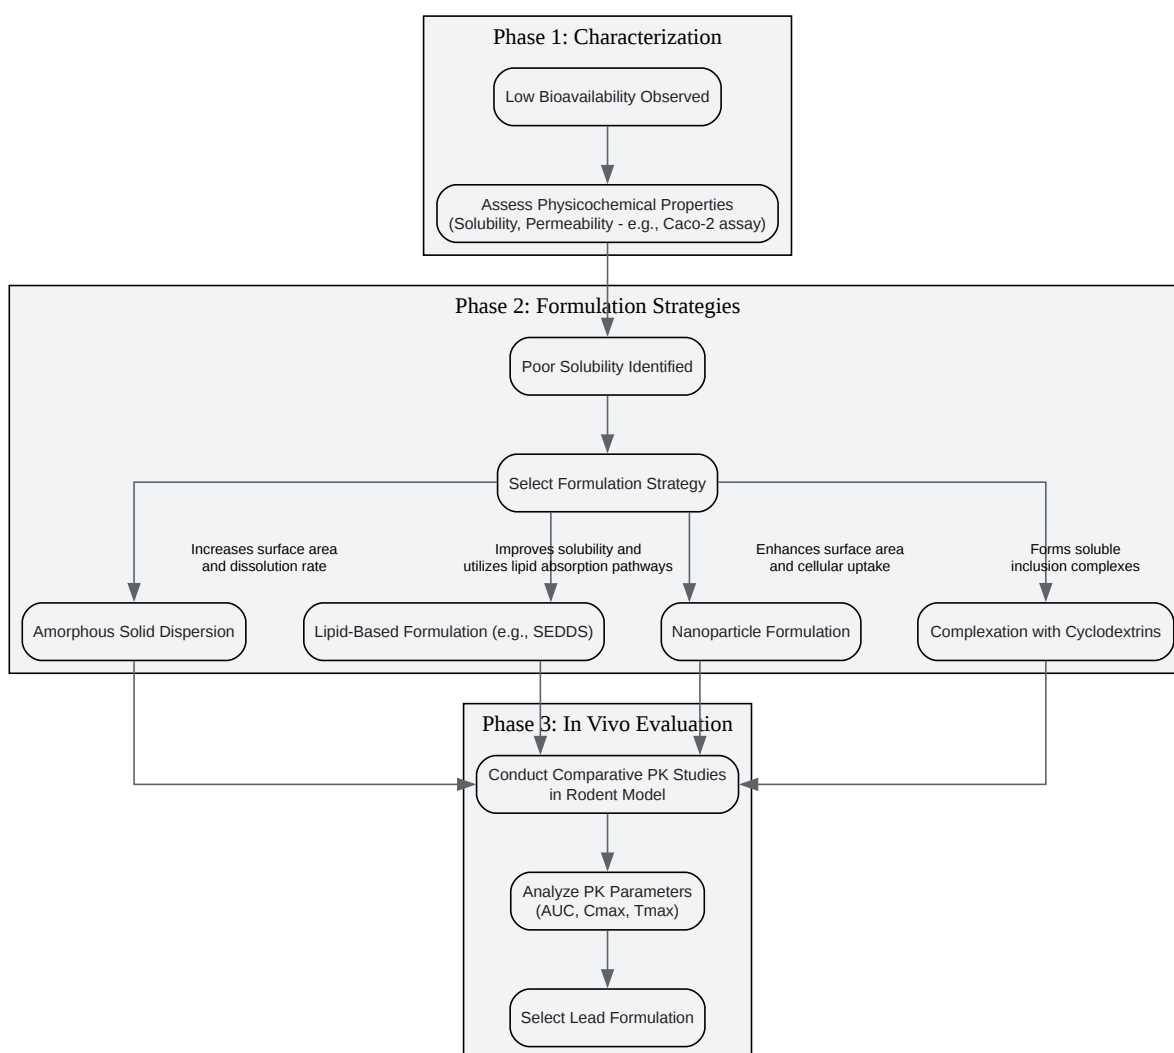 Phase 1: Characterization
Low Bioavailability Observed
Assess Physicochemical Properties
(Solubility, Permeability - e.g., Caco-2 assay)
Phase 2: Formulation Strategies
Poor Solubility Identified
Select Formulation Strategy
Increases surface area
and dissolution rate
Improves solubility and
utilizes lipid absorption pathways
Enhances surface area
and cellular uptake
Forms soluble
inclusion complexes
Amorphous Solid Dispersion
Lipid-Based Formulation (e.g., SEDDS)
Nanoparticle Formulation
Complexation with Cyclodextrins
Phase 3: In Vivo Evaluation
Conduct Comparative PK Studies
in Rodent Model
Analyze PK Parameters
(AUC, Cmax, Tmax)
Select Lead Formulation